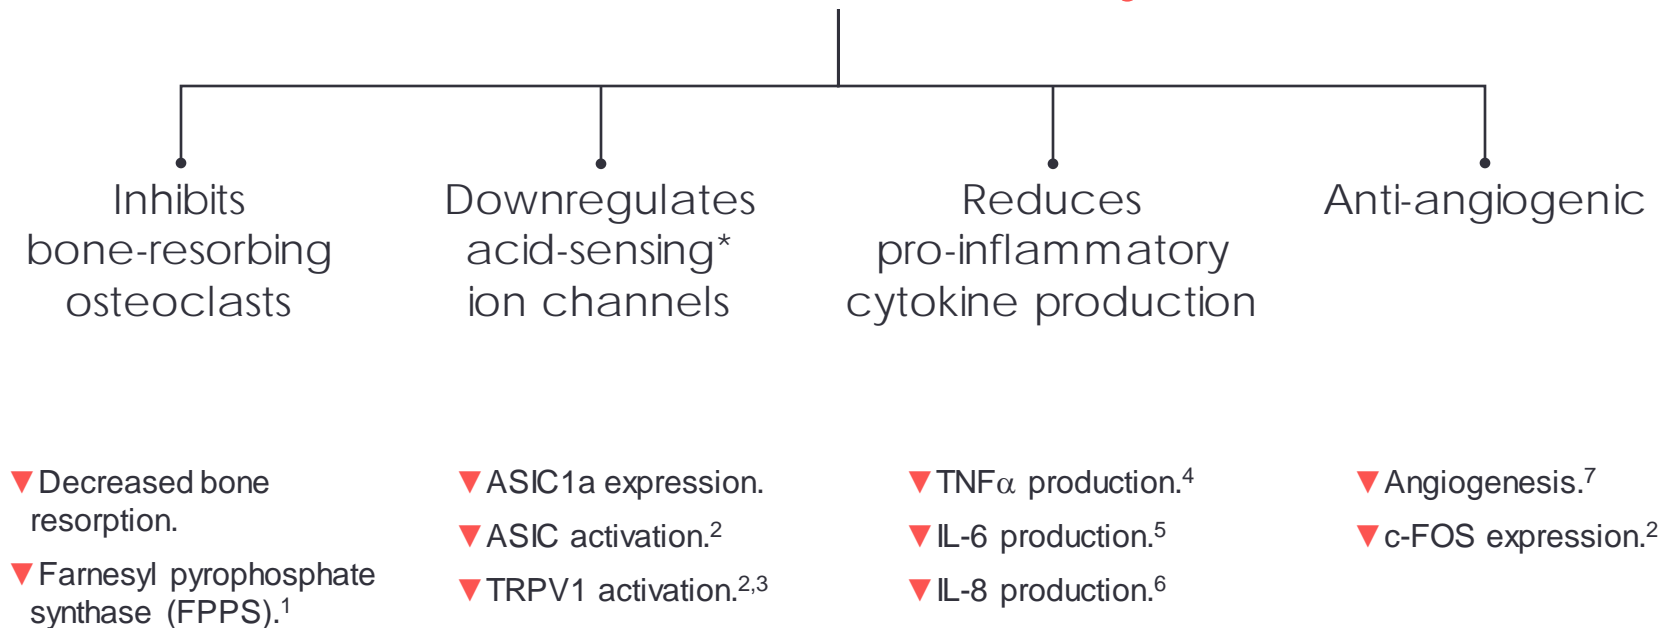 Inhibits
bone-resorbing
osteoclasts
Downregulates
acid-sensing*
ion channels
Reduces
pro-inflammatory
cytokine production
Anti-angiogenic
▼Decreased bone
resorption.
▼Farnesyl pyrophosphate
synthase (FPPS).¹
▼ASIC1a expression.
▼ASIC activation.²
▼TRPV1 activation.²,³
▼TNFα production.⁴
▼IL-6 production.⁵
▼IL-8 production.⁶
▼Angiogenesis.⁷
▼c-FOS expression.²